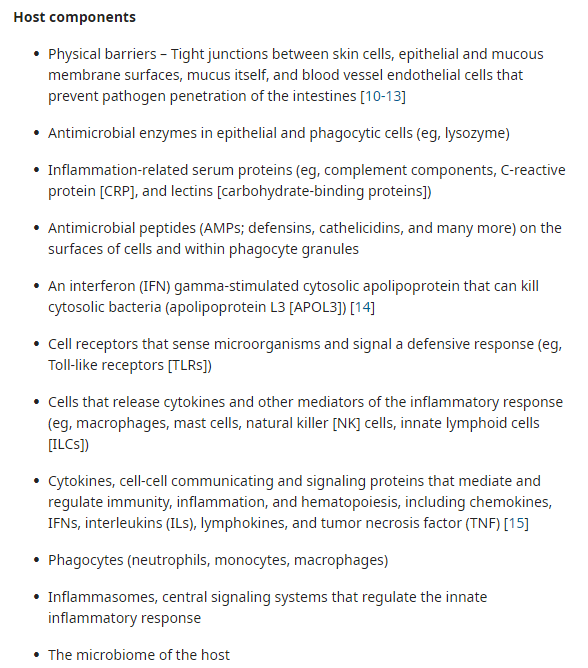 Host components
• Physical barriers – Tight junctions between skin cells, epithelial and mucous
membrane surfaces, mucus itself, and blood vessel endothelial cells that
prevent pathogen penetration of the intestines [10-13]
• Antimicrobial enzymes in epithelial and phagocytic cells (eg, lysozyme)
• Inflammation-related serum proteins (eg, complement components, C-reactive
protein [CRP], and lectins [carbohydrate-binding proteins])
• Antimicrobial peptides (AMPs; defensins, cathelicidins, and many more) on the
surfaces of cells and within phagocyte granules
• An interferon (IFN) gamma-stimulated cytosolic apolipoprotein that can kill
cytosolic bacteria (apolipoprotein L3 [APOL3]) [14]
• Cell receptors that sense microorganisms and signal a defensive response (eg,
Toll-like receptors [TLRs])
• Cells that release cytokines and other mediators of the inflammatory response
(eg, macrophages, mast cells, natural killer [NK] cells, innate lymphoid cells
[ILCs])
• Cytokines, cell-cell communicating and signaling proteins that mediate and
regulate immunity, inflammation, and hematopoiesis, including chemokines,
IFNs, interleukins (ILs), lymphokines, and tumor necrosis factor (TNF) [15]
• Phagocytes (neutrophils, monocytes, macrophages)
• Inflammasomes, central signaling systems that regulate the innate
inflammatory response
• The microbiome of the host